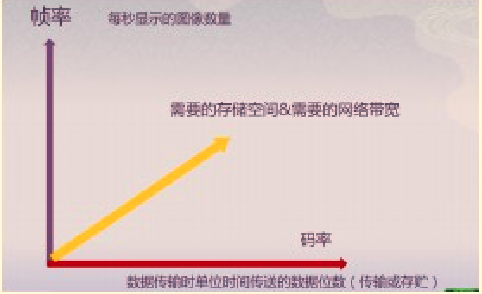 帧率 每秒显示的图像数量
需要的存储空间&需要的网络带宽
码率
数据传输时单位时间传送的数据位数（传输或存贮）